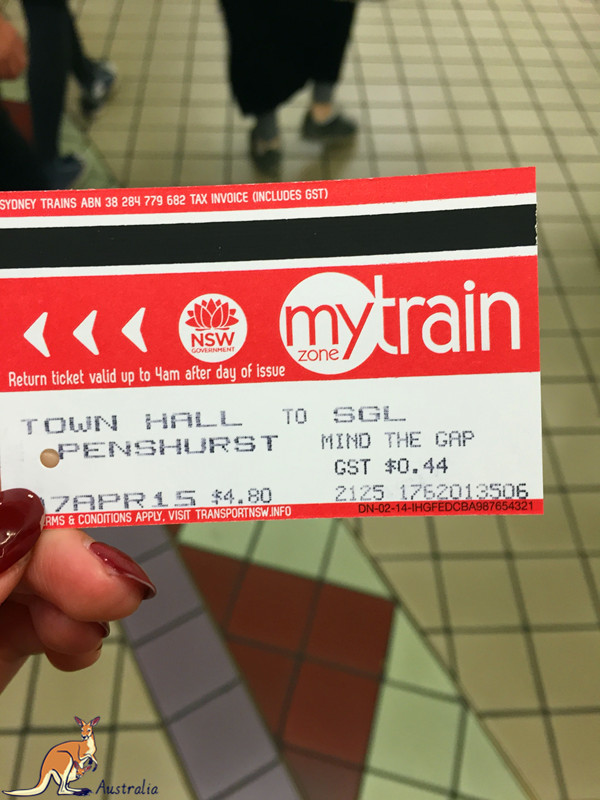 SYDNEY TRAINS ABN 38 284 779 682 TAX INVOICE (INCLUDES GST)
NSW
GOVERNMENT
my train
zone
Return ticket valid up to 4am after day of issue
TOWN HALL TO SGL
PENSHURST MIND THE GAP
GST $0.44
7APR15 $4.80 2125 1762013506
RMS & CONDITIONS APPLY, VISIT TRANSPORTNSW.INFO DN-02-14-IHGFEDCBA987654321
Australia